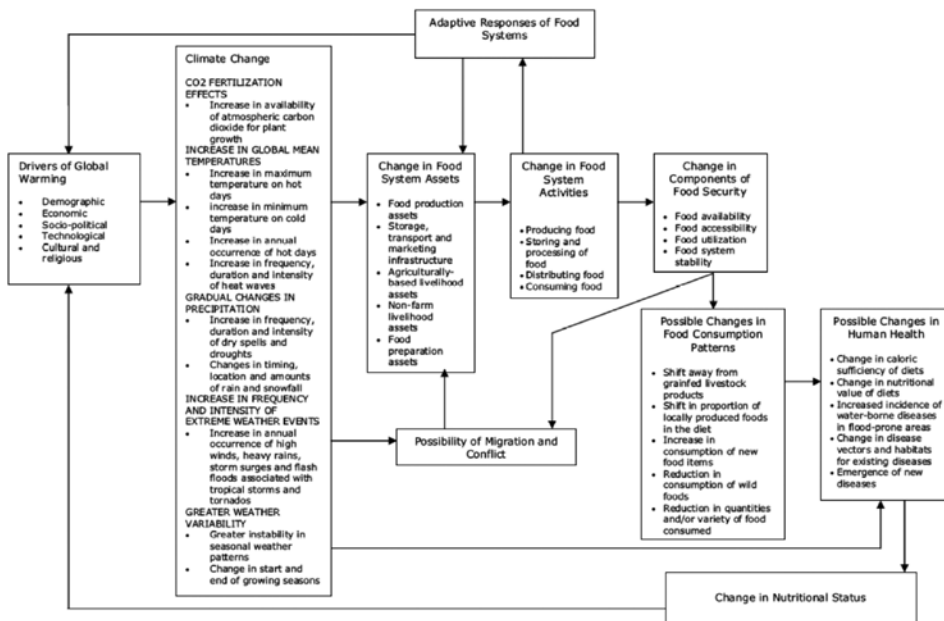 Adaptive Responses of Food
Systems
Climate Change
CO2 FERTILIZATION
EFFECTS
• Increase in availability
of atmospheric carbon
dioxide for plant
growth
INCREASE IN GLOBAL MEAN
TEMPERATURES
• Increase in maximum
temperature on hot
days
• increase in minimum
temperature on cold
days
• Increase in annual
occurrence of hot days
• Increase in frequency,
duration and intensity
of heat waves
GRADUAL CHANGES IN
PRECIPITATION
• Increase in frequency,
duration and intensity
of dry spells and
droughts
• Changes in timing,
location and amounts
of rain and snowfall
INCREASE IN FREQUENCY
AND INTENSITY OF
EXTREME WEATHER EVENTS
• Increase in annual
occurrence of high
winds, heavy rains,
storm surges and flash
floods associated with
tropical storms and
tornados
GREATER WEATHER
VARIABILITY
• Greater instability in
seasonal weather
patterns
• Change in start and
end of growing seasons
Drivers of Global
Warming
• Demographic
• Economic
• Socio-political
• Technological
• Cultural and
religious
Change in Food
System Assets
• Food production
assets
• Storage,
transport and
marketing
infrastructure
• Agriculturally-
based livelihood
assets
• Non-farm
livelihood
assets
• Food
preparation
assets
Change in Food
System
Activities
• Producing food
• Storing and
processing of
food
• Distributing food
• Consuming food
Change in
Components of
Food Security
• Food availability
• Food accessibility
• Food utilization
• Food system
stability
Possibility of Migration and
Conflict
Possible Changes in
Food Consumption
Patterns
• Shift away from
grainfed livestock
products
• Shift in proportion of
locally produced foods
in the diet
• Increase in
consumption of new
food items
• Reduction in
consumption of wild
foods
• Reduction in quantities
and/or variety of food
consumed
Possible Changes in
Human Health
• Change in caloric
sufficiency of diets
• Change in nutritional
value of diets
• Increased incidence of
water-borne diseases
in flood-prone areas
• Change in disease
vectors and habitats
for existing diseases
• Emergence of new
diseases
Change in Nutritional Status